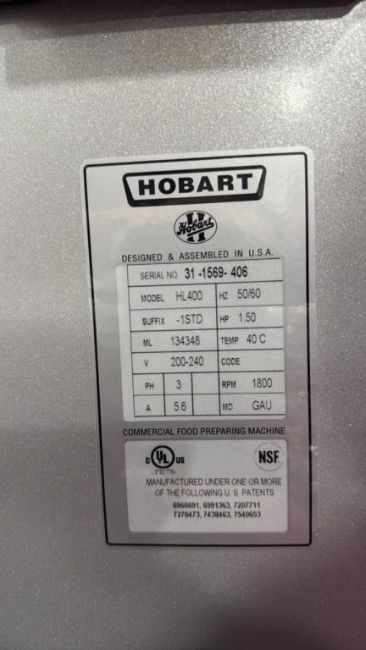 HOBART
Hobart
DESIGNED & ASSEMBLED IN U.S.A.
SERIAL NO. 31-1569-406
MODEL HL400 HZ 50/60
SUFFIX -1STD HP 1.50
ML 134348 TEMP 40 C
V 200-240 CODE
PH 3 RPM 1800
A 5.6 MD GAU
COMMERCIAL FOOD PREPARING MACHINE
C UL US NSF
LISTED
MANUFACTURED UNDER ONE OR MORE
OF THE FOLLOWING U.S. PATENTS
6966691, 6991363, 7207711
7270473, 7438463, 7540653